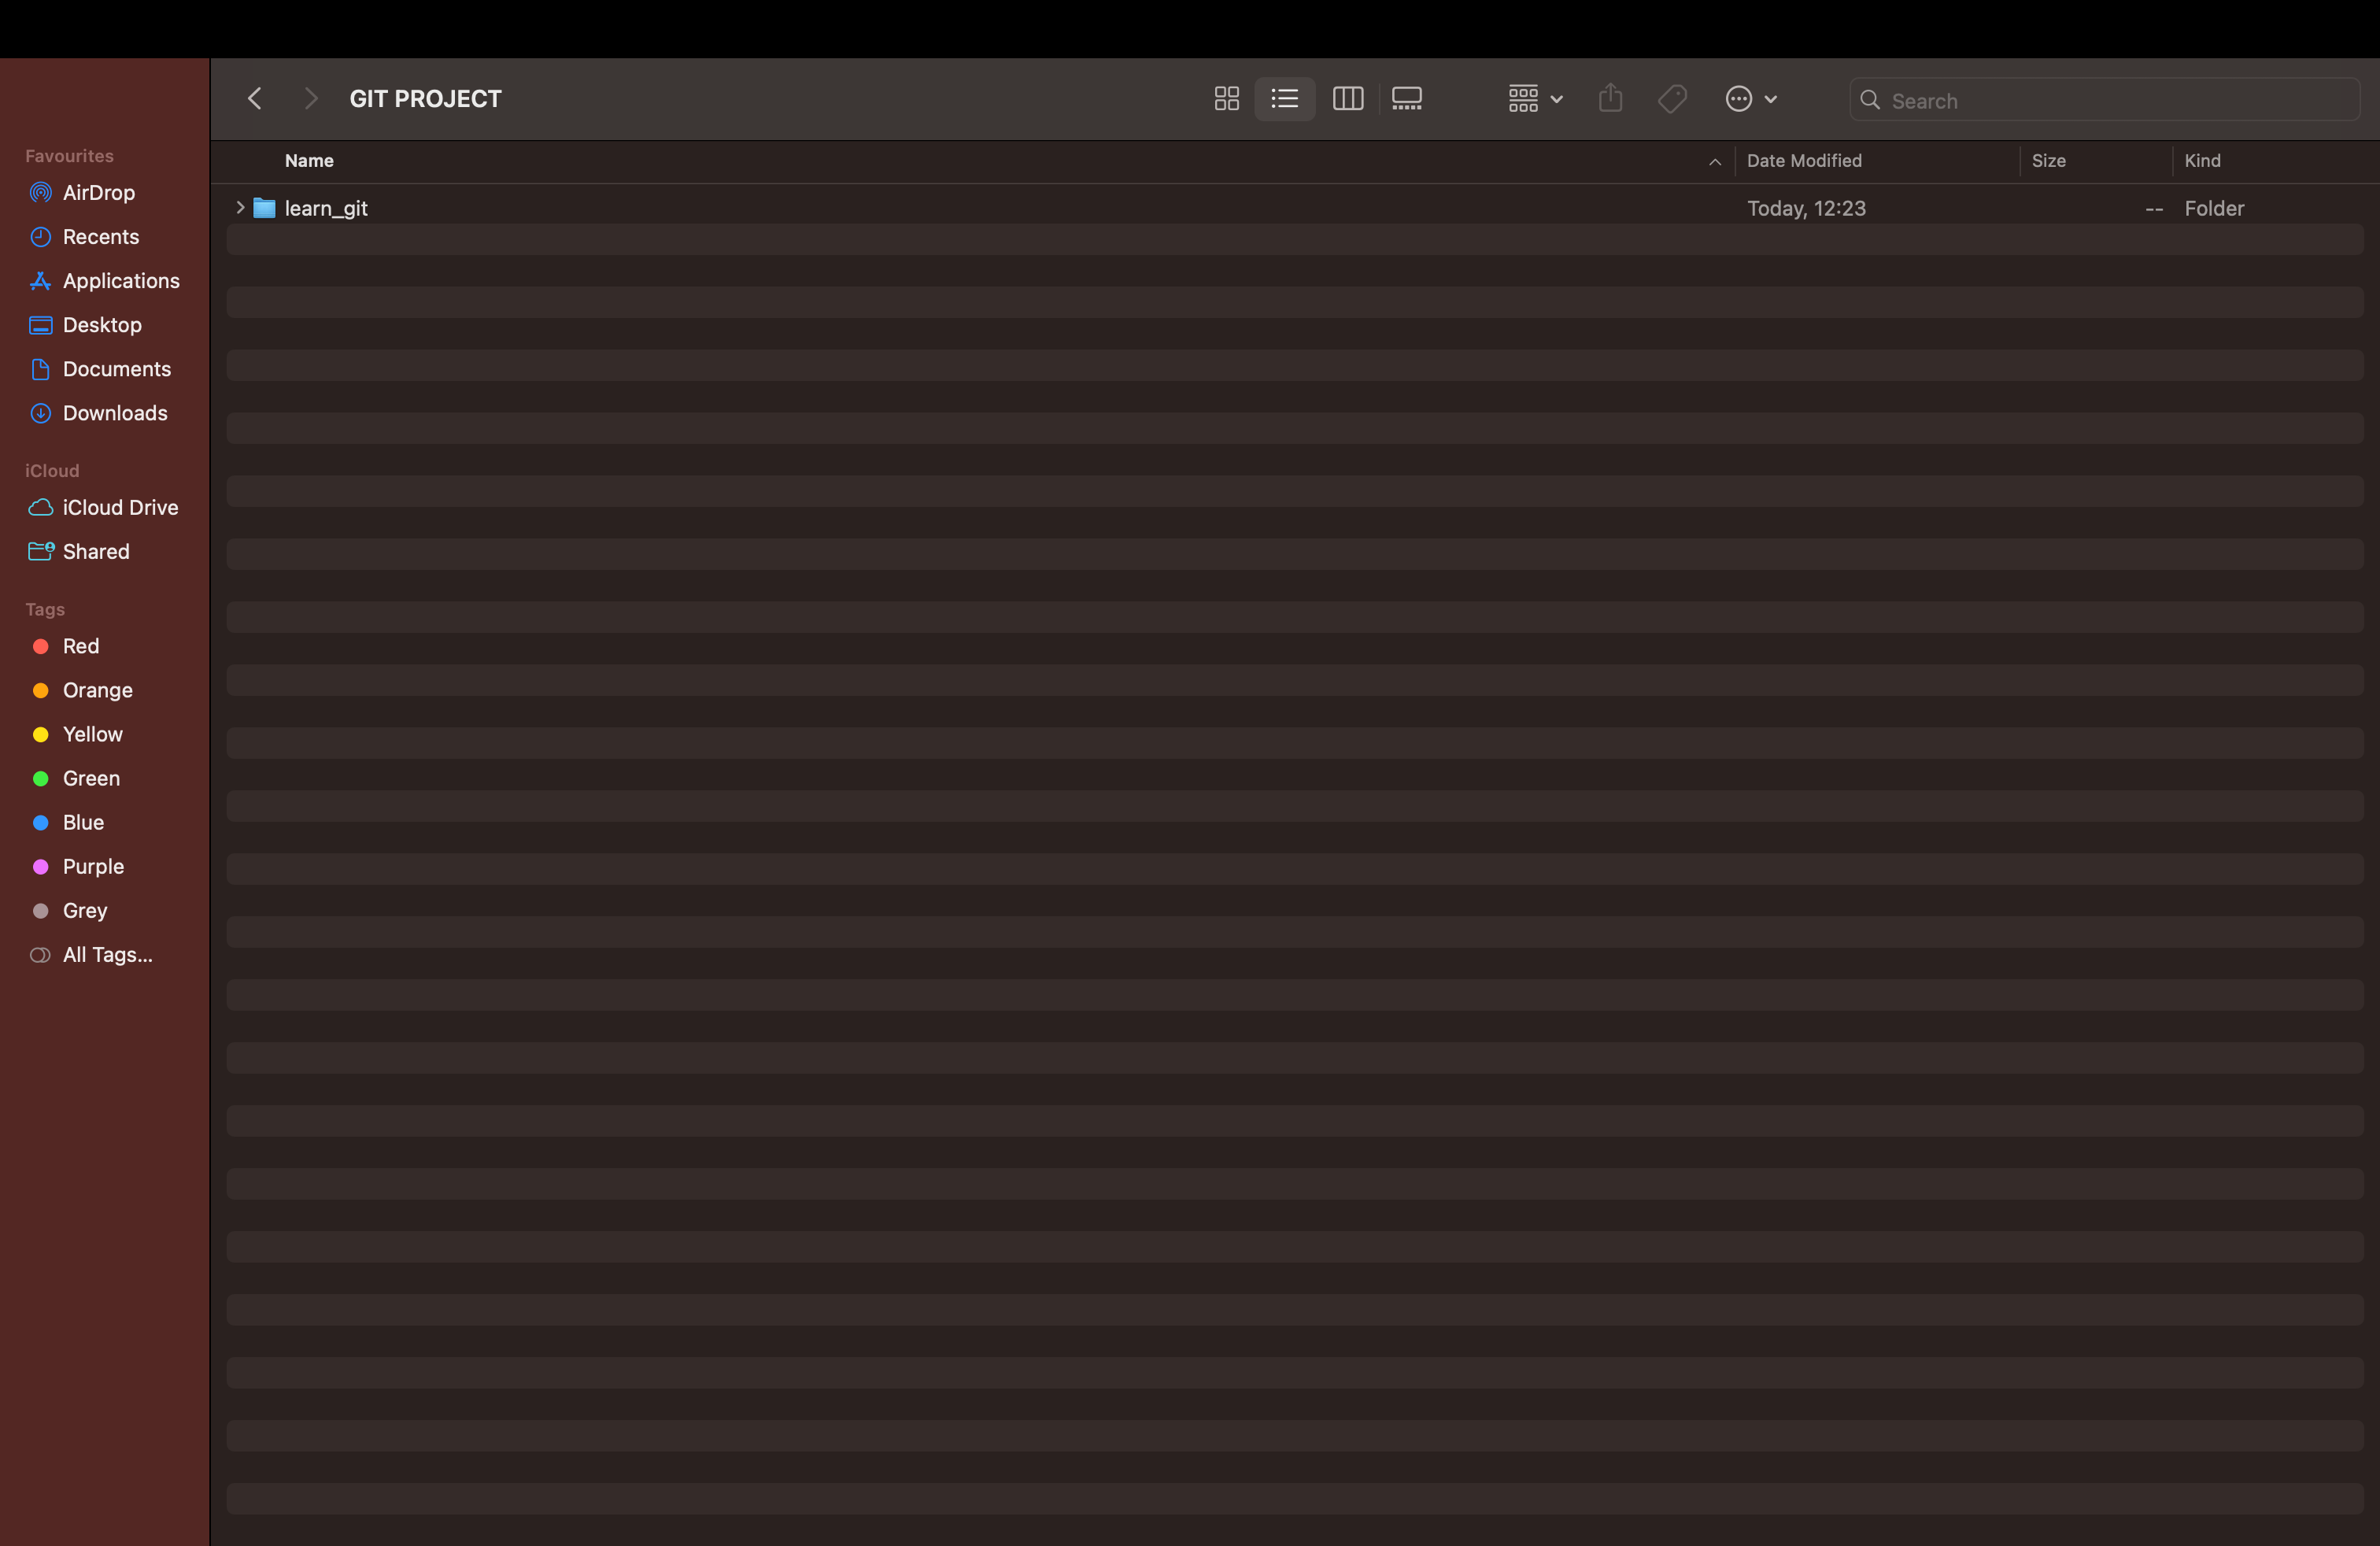 GIT PROJECT
Search
Favourites
AirDrop
Recents
Applications
Desktop
Documents
Downloads
iCloud
iCloud Drive
Shared
Tags
Red
Orange
Yellow
Green
Blue
Purple
Grey
All Tags...
Name Date Modified Size Kind
learn_git Today, 12:23 -- Folder